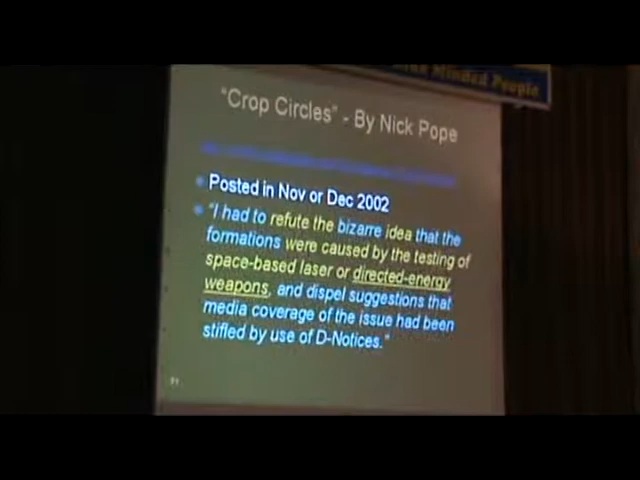 Minded People
"Crop Circles" - By Nick Pope
Posted in Nov or Dec 2002
"I had to refute the bizarre idea that the
formations were caused by the testing of
space-based laser or directed-energy
weapons, and dispel suggestions that
media coverage of the issue had been
stifled by use of D-Notices."